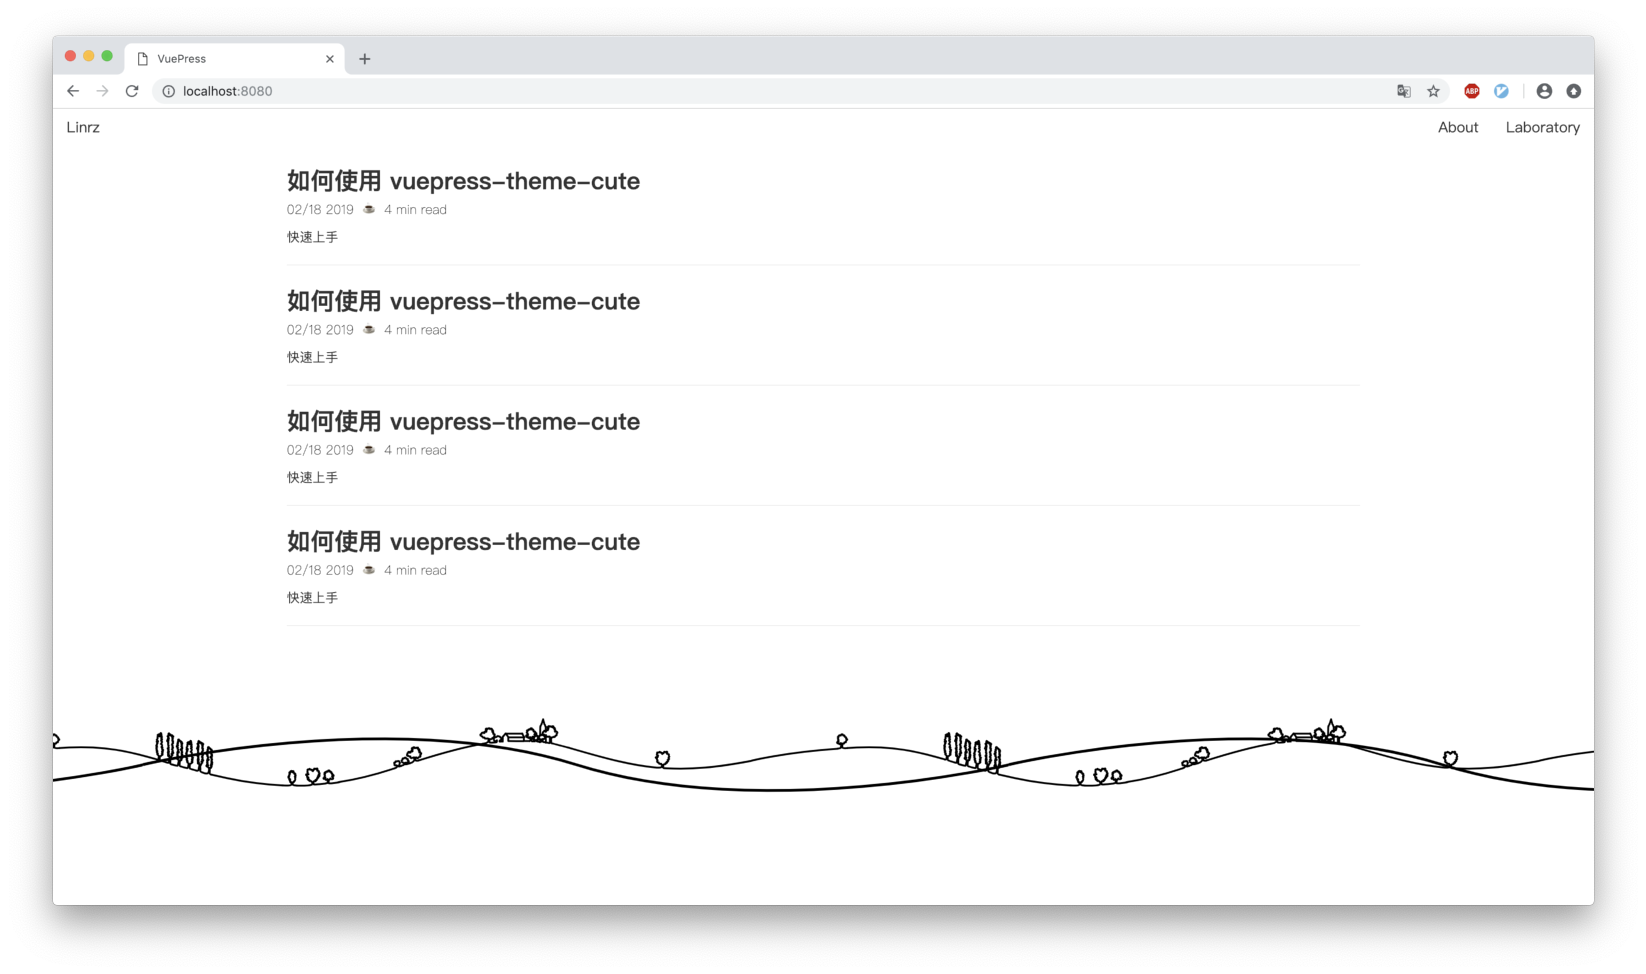 VuePress
localhost:8080
ABP
Linrz
About
Laboratory
如何使用 vuepress-theme-cute
02/18 2019 ☕ 4 min read
快速上手
如何使用 vuepress-theme-cute
02/18 2019 ☕ 4 min read
快速上手
如何使用 vuepress-theme-cute
02/18 2019 ☕ 4 min read
快速上手
如何使用 vuepress-theme-cute
02/18 2019 ☕ 4 min read
快速上手